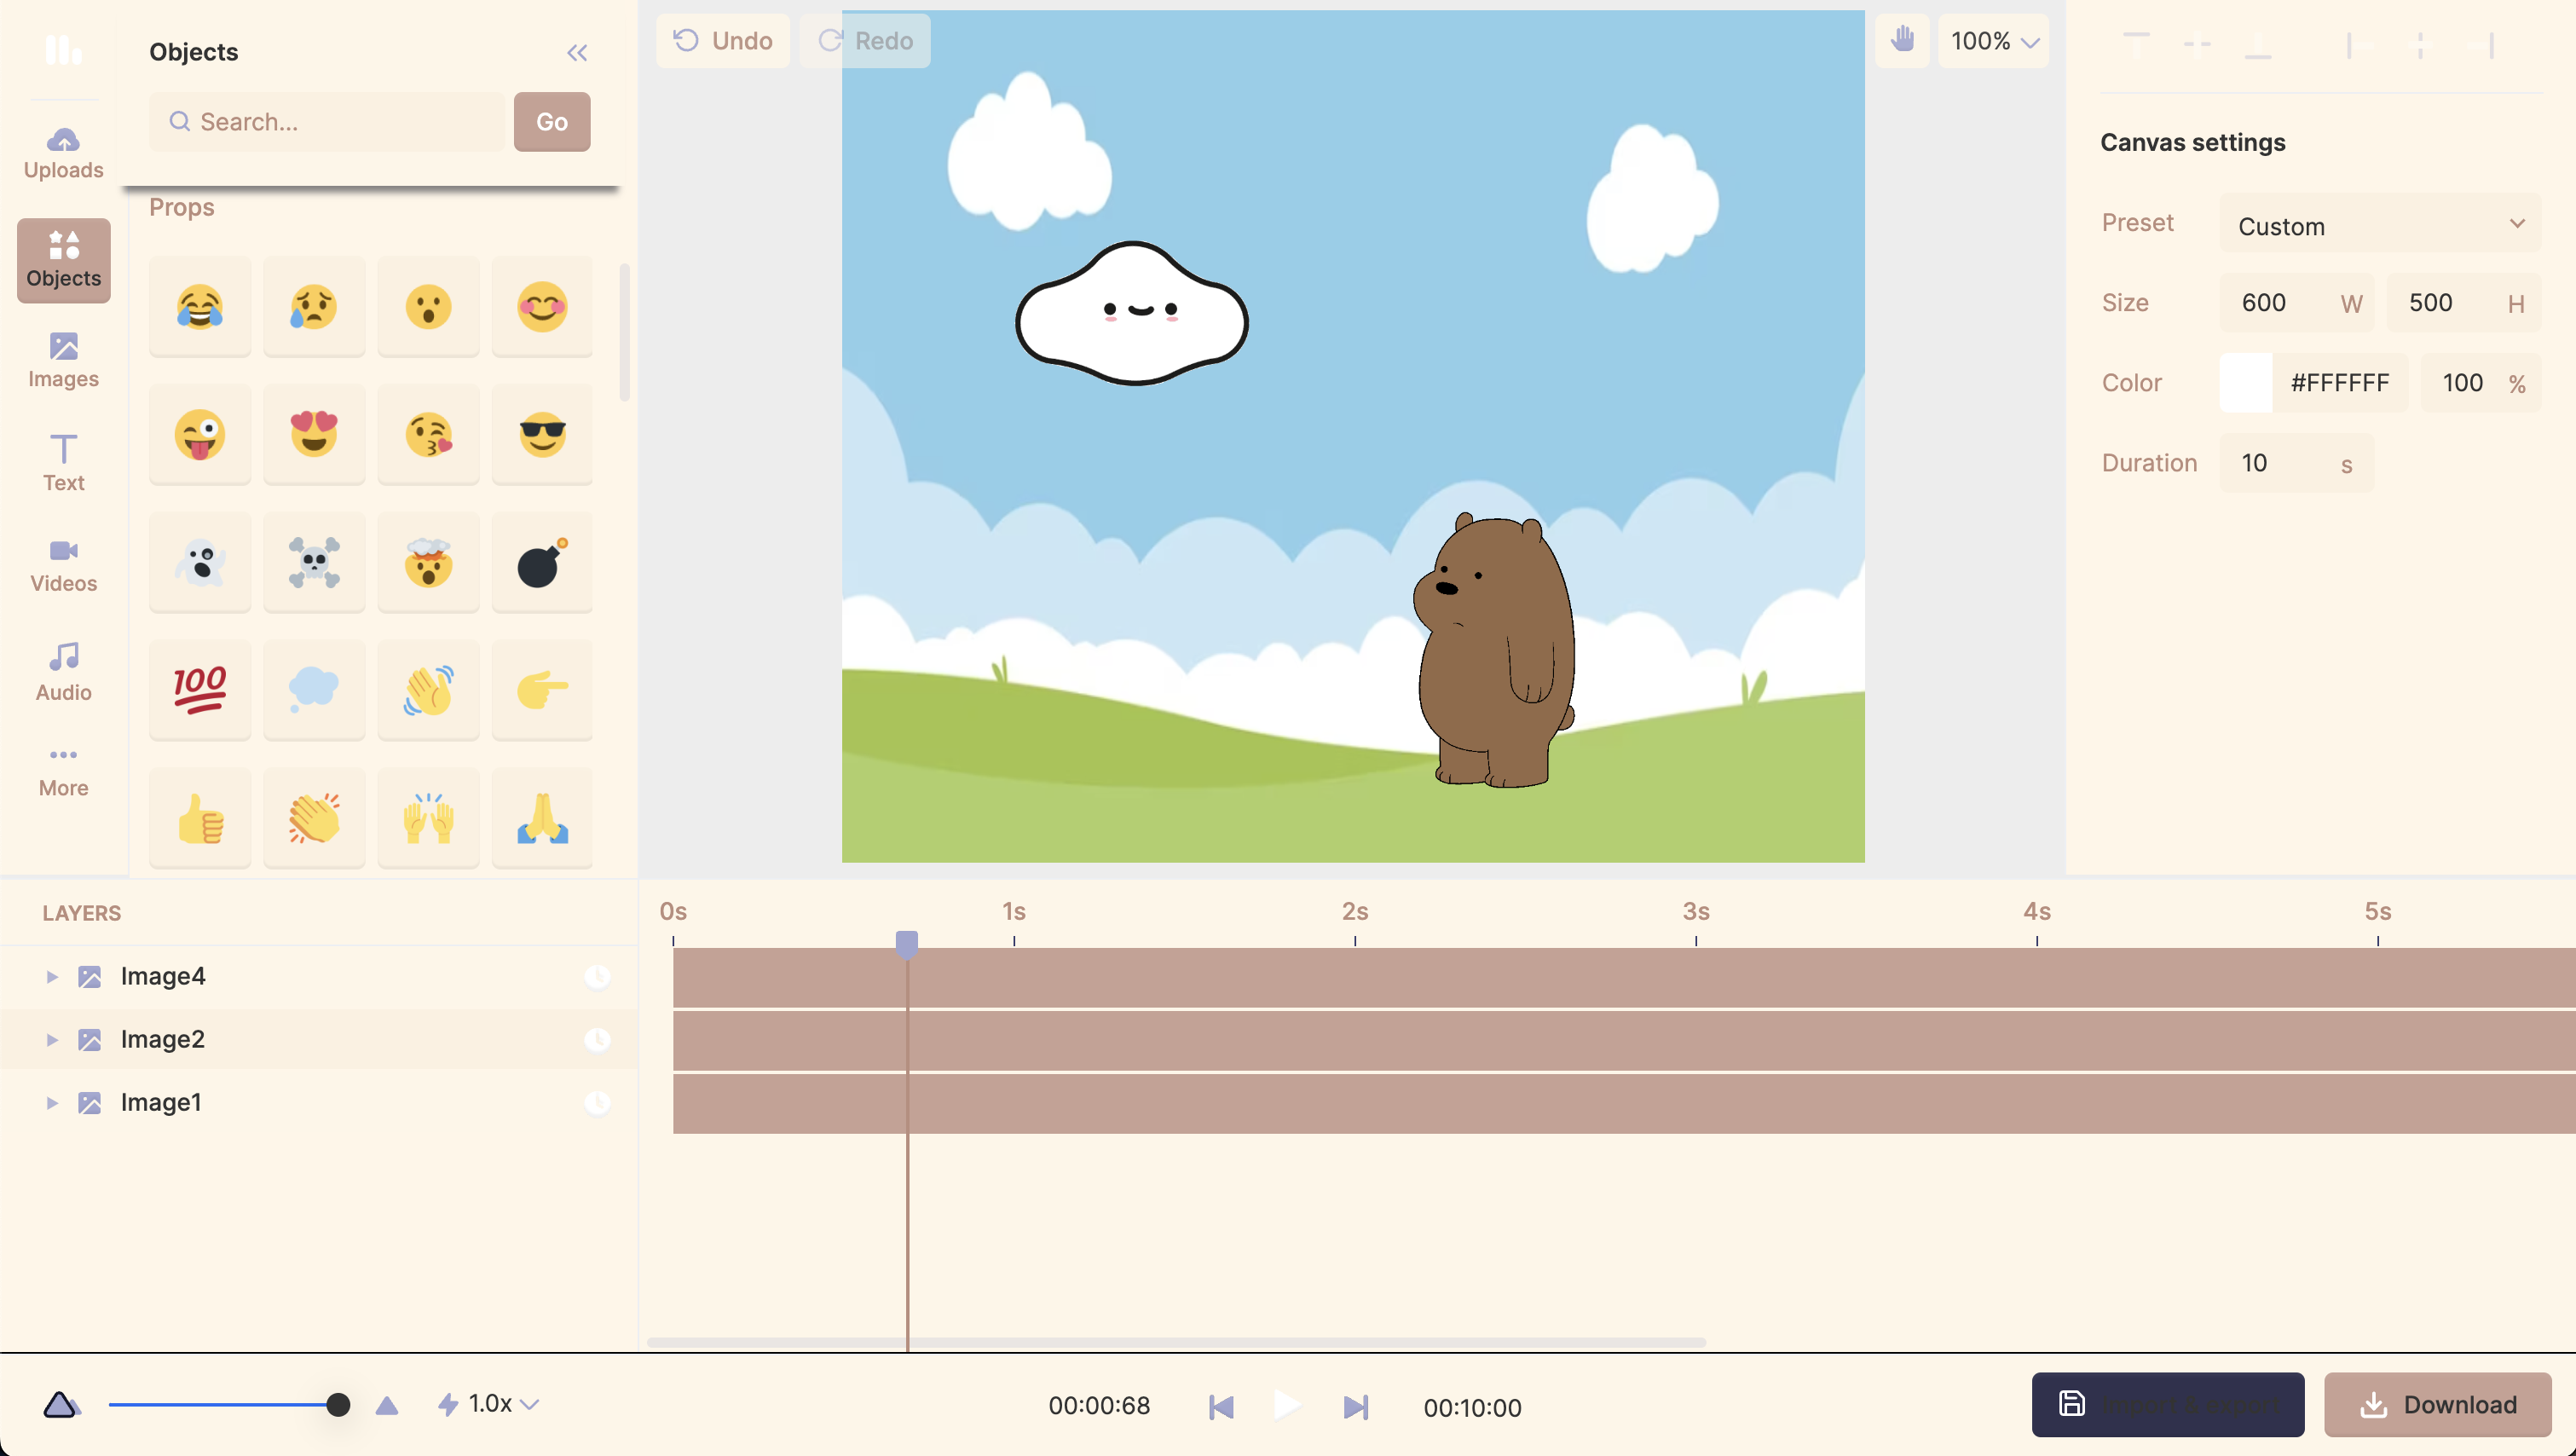 Objects
Undo
Redo
100%
Search...
Go
Uploads
Objects
Images
Text
Videos
Audio
More
Props
100
Canvas settings
Preset
Custom
Size
600 W
500 H
Color
#FFFFFF
100 %
Duration
10 s
LAYERS
0s
1s
2s
3s
4s
5s
Image4
Image2
Image1
1.0x
00:00:68
00:10:00
Download